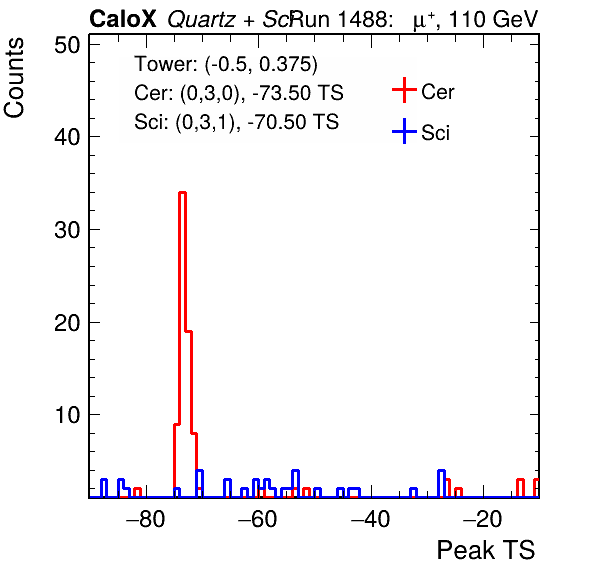 CaloX Quartz + Sci Run 1488: μ⁺, 110 GeV
Tower: (-0.5, 0.375)
Cer: (0,3,0), -73.50 TS
Sci: (0,3,1), -70.50 TS
Cer
Sci
Counts
50
40
30
20
10
−80 −60 −40 −20
Peak TS